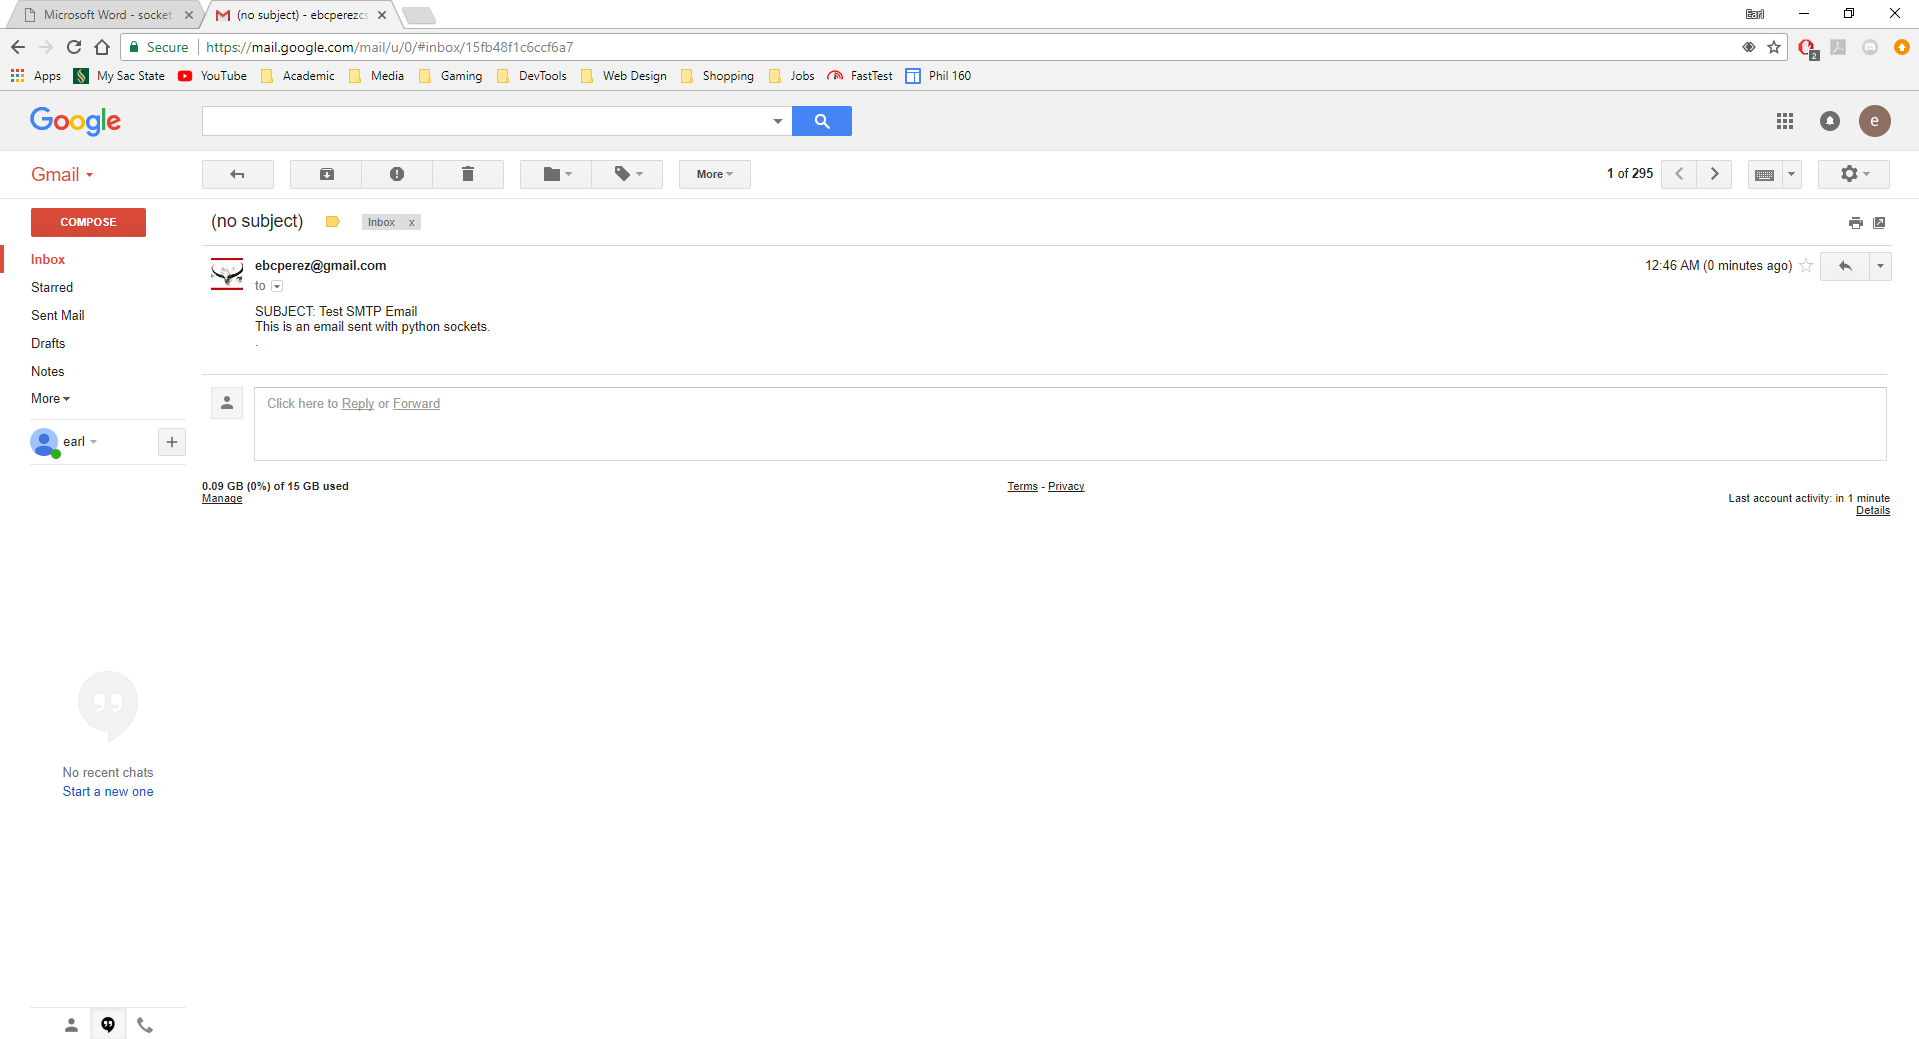 Microsoft Word - socket
(no subject) - ebcperezcs
Earl
Secure
https://mail.google.com/mail/u/0/#inbox/15fb48f1c6ccf6a7
2
Apps
My Sac State
YouTube
Academic
Media
Gaming
DevTools
Web Design
Shopping
Jobs
FastTest
Phil 160
Google
e
Gmail
More
1 of 295
COMPOSE
(no subject)
Inbox x
Inbox
Starred
Sent Mail
Drafts
Notes
More
earl
ebcperez@gmail.com
12:46 AM (0 minutes ago)
to
SUBJECT: Test SMTP Email
This is an email sent with python sockets.
.
Click here to Reply or Forward
0.09 GB (0%) of 15 GB used
Manage
Terms - Privacy
Last account activity: in 1 minute
Details
No recent chats
Start a new one